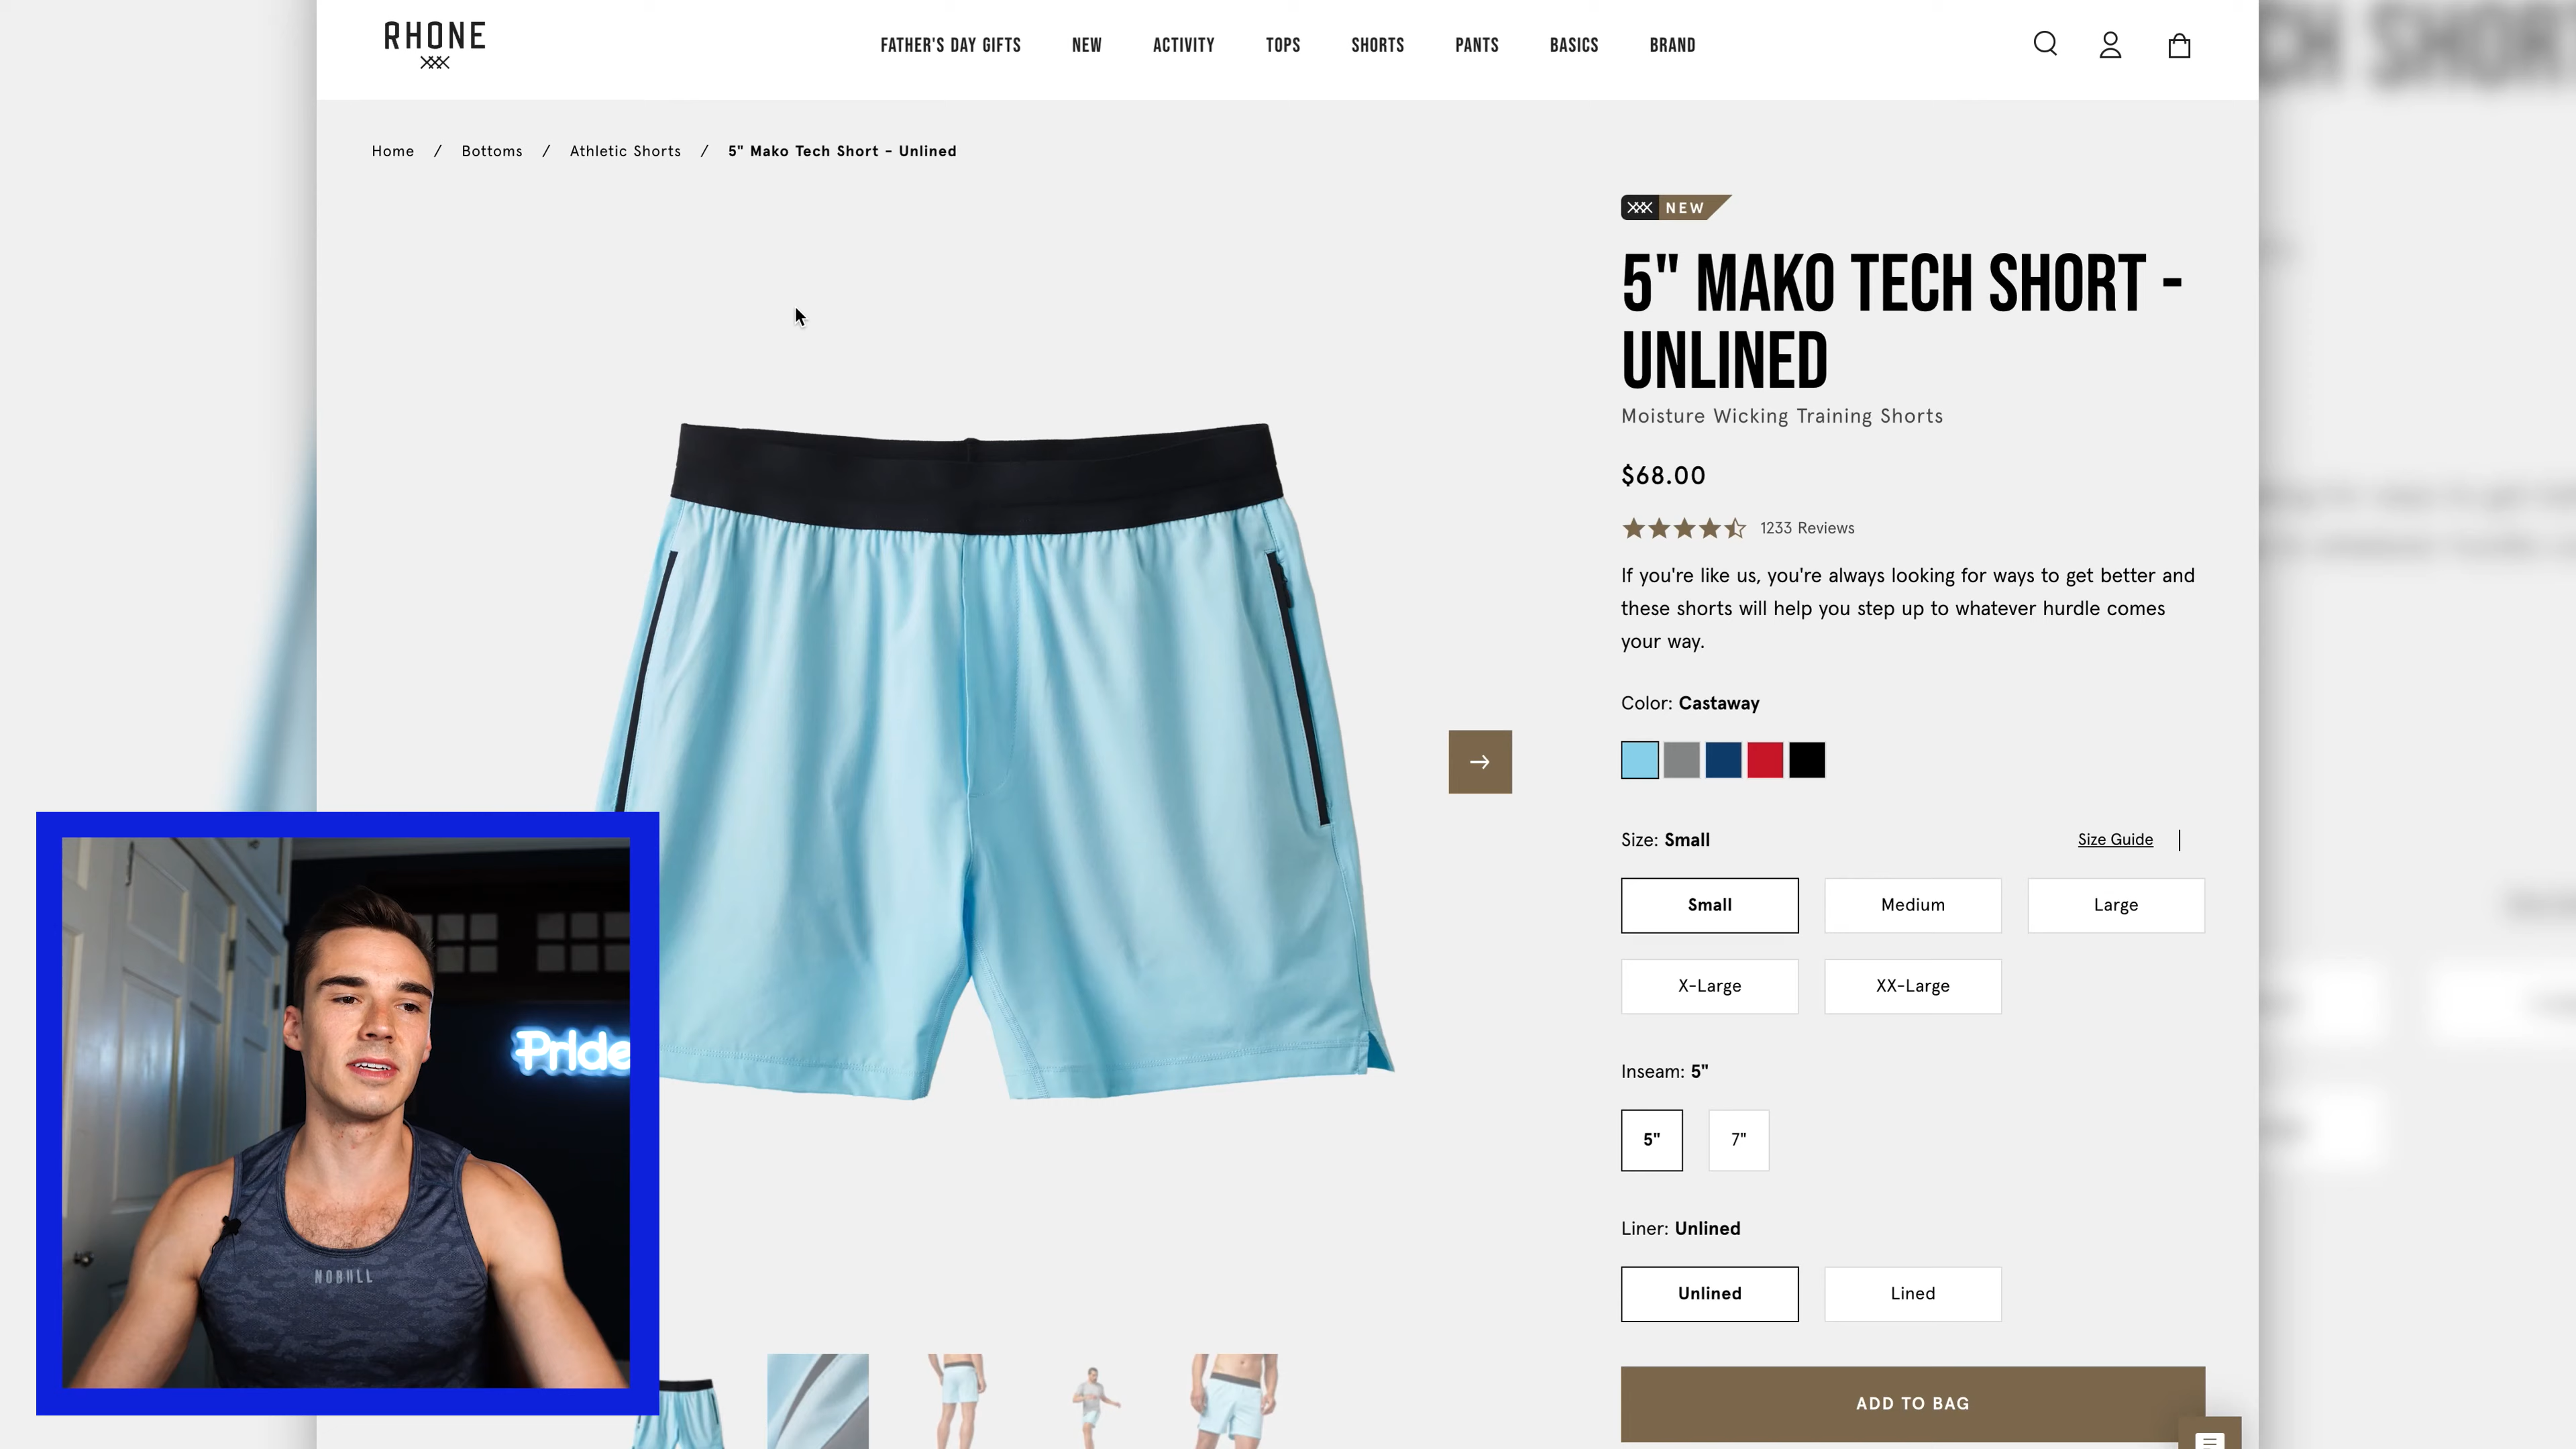 RHONE
FATHER'S DAY GIFTS NEW ACTIVITY TOPS SHORTS PANTS BASICS BRAND
Home / Bottoms / Athletic Shorts / 5" Mako Tech Short - Unlined
NEW
5" MAKO TECH SHORT -
UNLINED
Moisture Wicking Training Shorts
$68.00
1233 Reviews
If you're like us, you're always looking for ways to get better and
these shorts will help you step up to whatever hurdle comes
your way.
Color: Castaway
Size: Small
Size Guide
Small Medium Large
X-Large XX-Large
Inseam: 5"
5" 7"
Liner: Unlined
Unlined Lined
ADD TO BAG
Pride
NOBULL